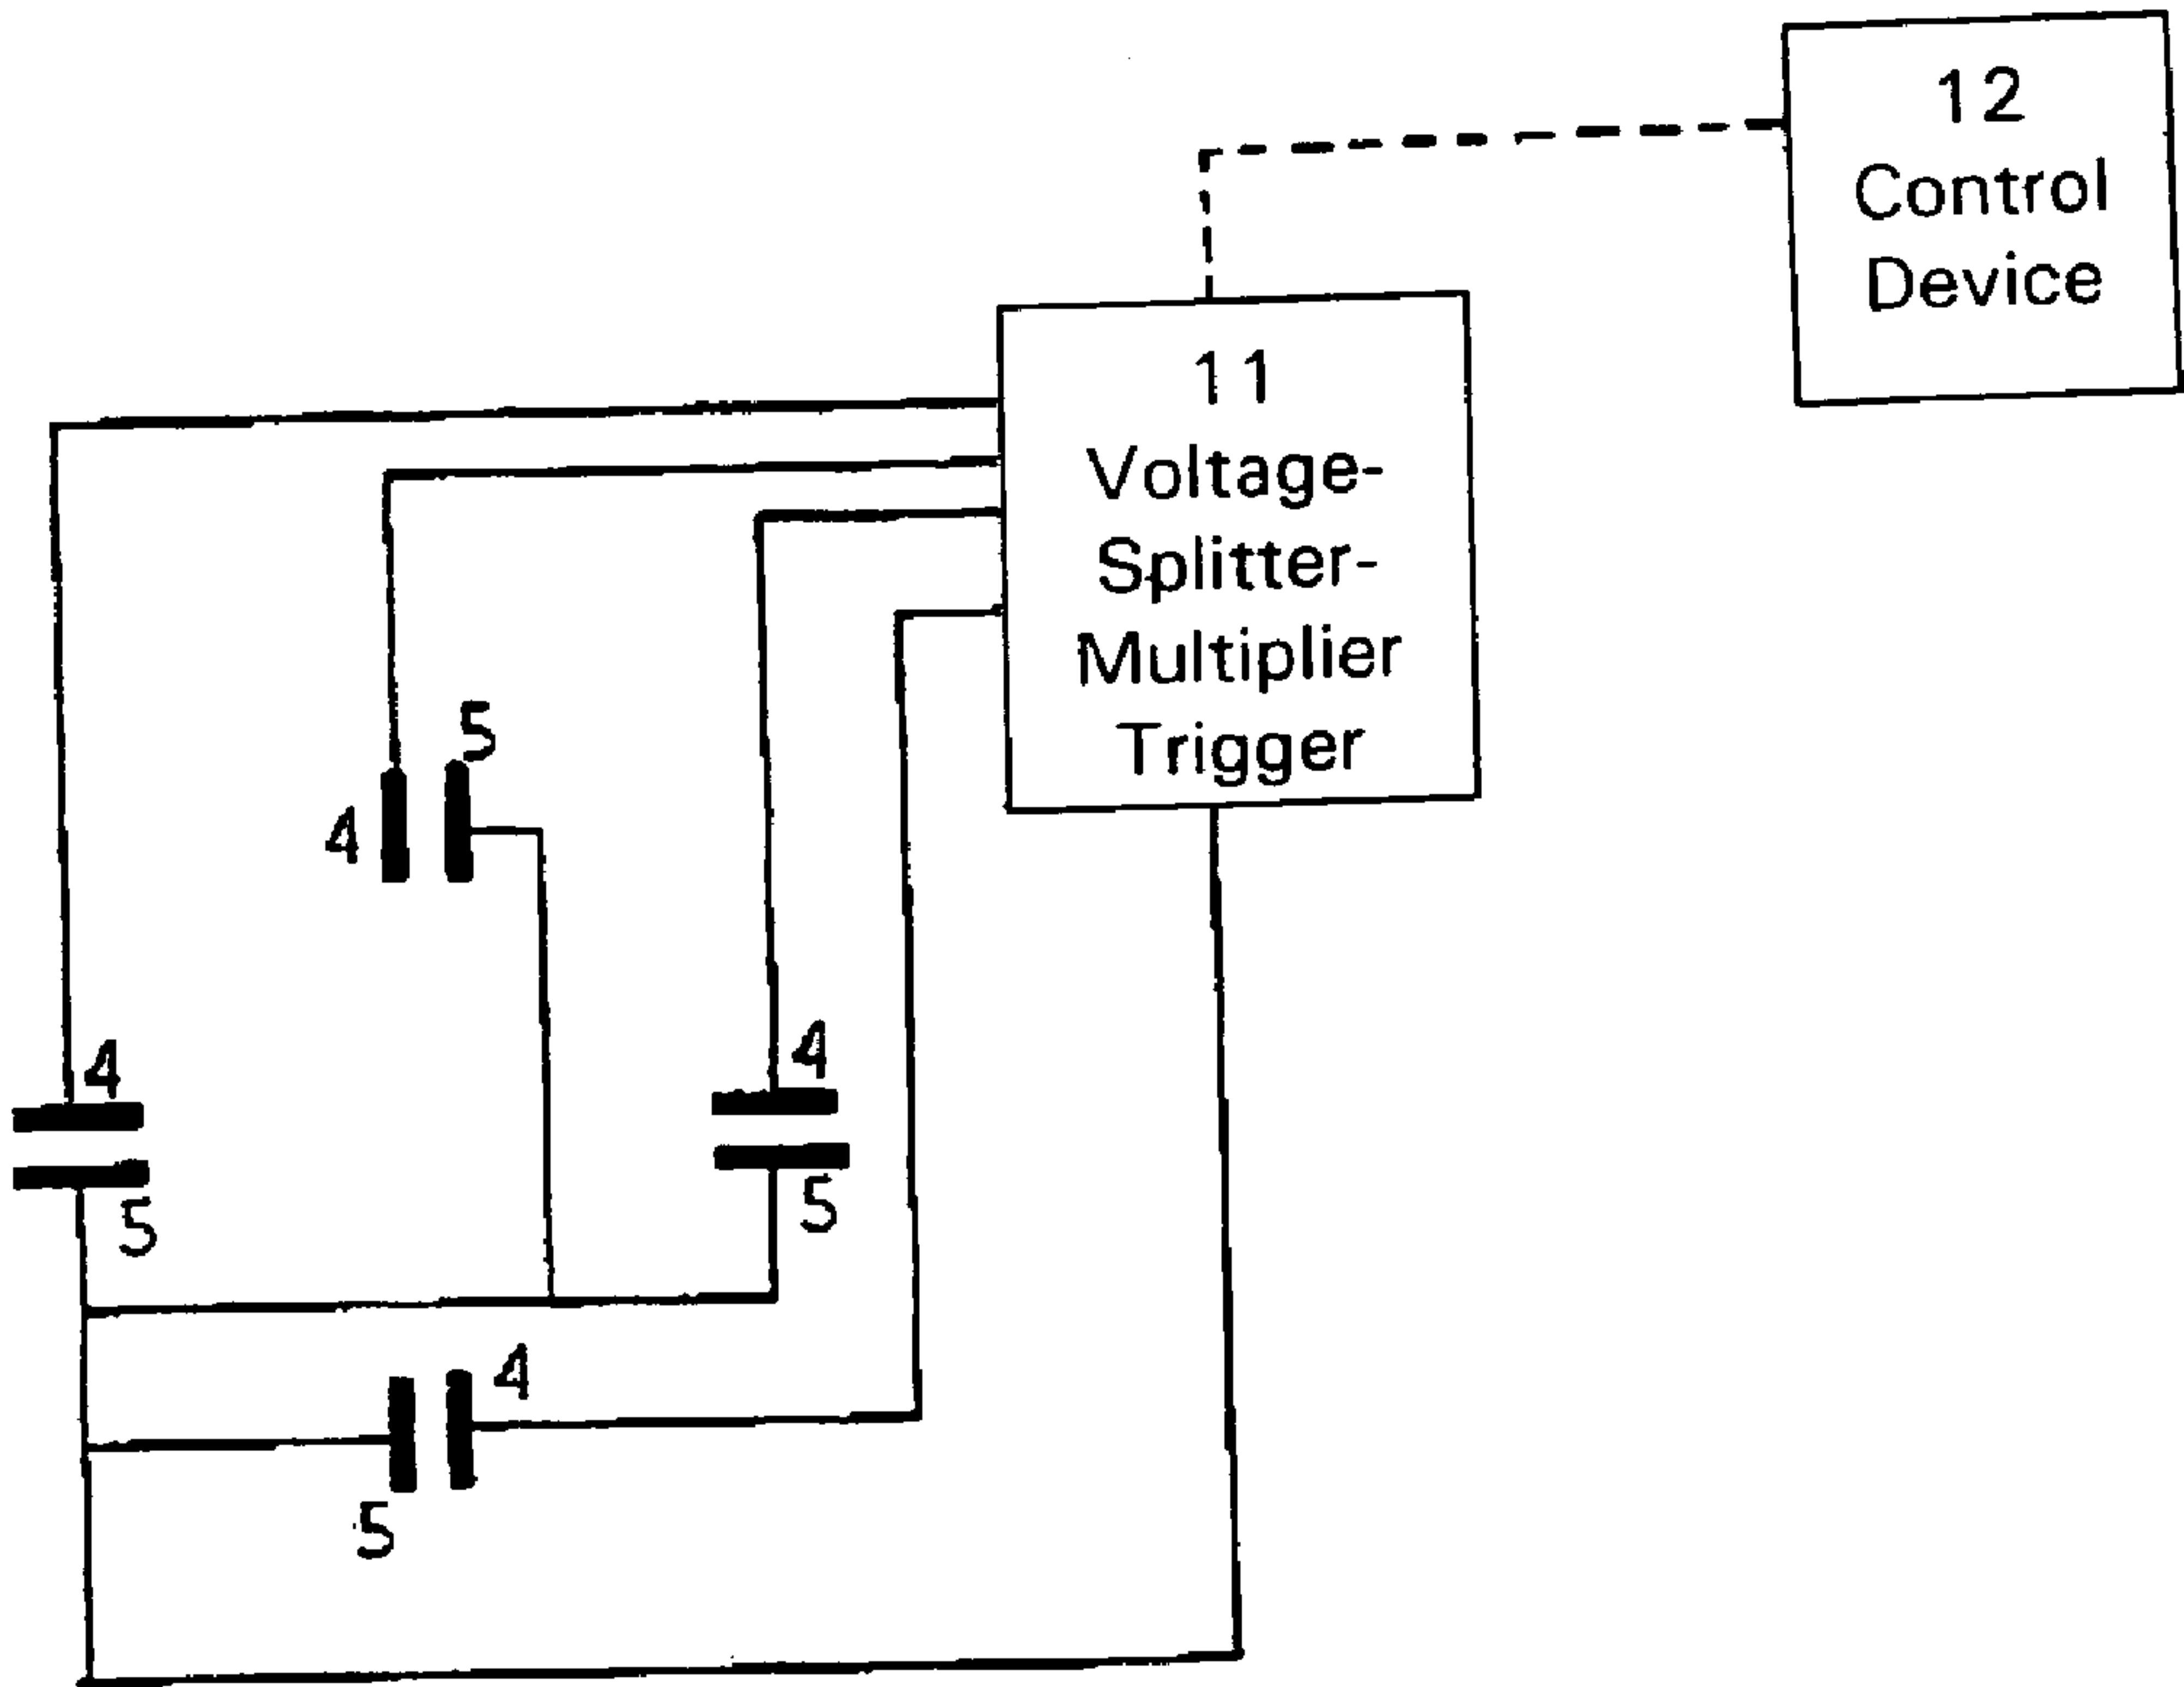 12
Control
Device
11
Voltage-
Splitter-
Multiplier
Trigger
5
4
4
4
5
5
4
5